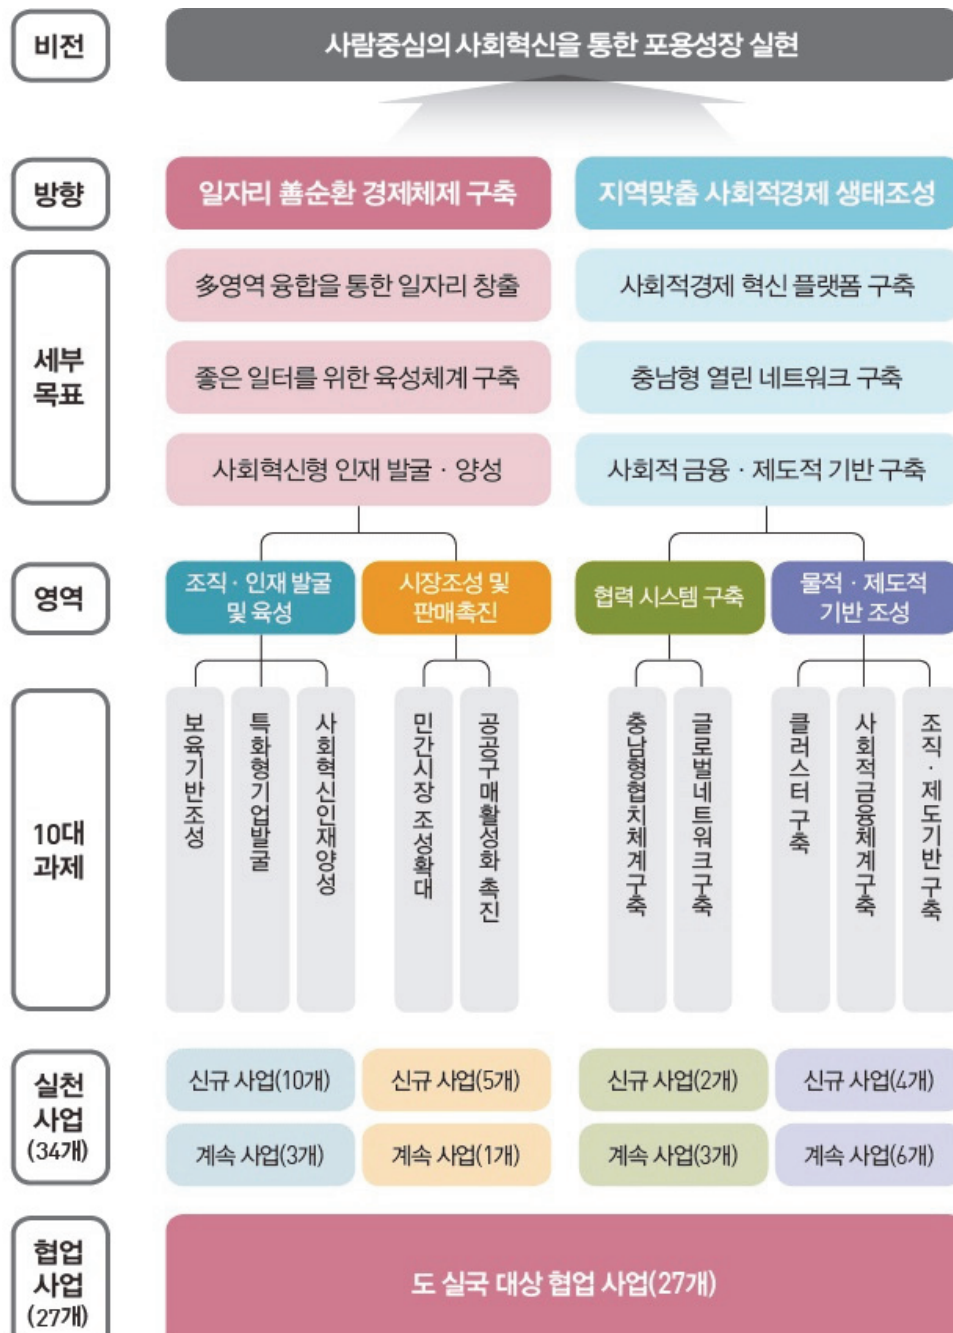 비전
사람중심의 사회혁신을 통한 포용성장 실현
방향
일자리 善순환 경제체제 구축
지역맞춤 사회적경제 생태조성
세부
목표
多영역 융합을 통한 일자리 창출
사회적경제 혁신 플랫폼 구축
좋은 일터를 위한 육성체계 구축
충남형 열린 네트워크 구축
사회혁신형 인재 발굴 · 양성
사회적 금융 · 제도적 기반 구축
영역
조직 · 인재 발굴
및 육성
시장조성 및
판매촉진
협력 시스템 구축
물적 · 제도적
기반 조성
10대
과제
보육기반조성
특화형기업발굴
사회혁신인재양성
민간시장 조성확대
공공구매활성화 촉진
충남형협치체계구축
글로벌네트워크구축
클러스터 구축
사회적금융체계구축
조직 · 제도기반 구축
실천
사업
(34개)
신규 사업(10개)
신규 사업(5개)
신규 사업(2개)
신규 사업(4개)
계속 사업(3개)
계속 사업(1개)
계속 사업(3개)
계속 사업(6개)
협업
사업
(27개)
도 실국 대상 협업 사업(27개)